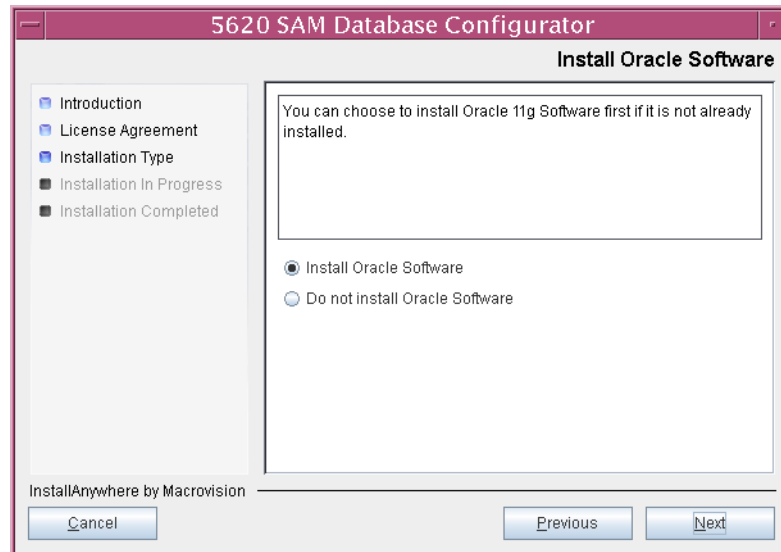 5620 SAM Database Configurator
Install Oracle Software
Introduction
License Agreement
Installation Type
Installation In Progress
Installation Completed
You can choose to install Oracle 11g Software first if it is not already
installed.
Install Oracle Software
Do not install Oracle Software
InstallAnywhere by Macrovision
Cancel
Previous
Next